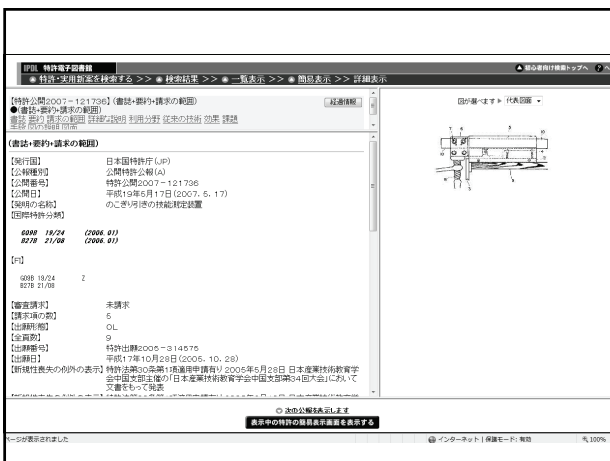 IPDL 特許電子図書館
初心者向け検索トップへ ? ヘ
特許・実用新案を検索する >> 検索結果 >> 一覧表示 >> 簡易表示 >> 詳細表示
【特許公開2007-121736】(書誌+要約+請求の範囲)
経過情報
●(書誌+要約+請求の範囲)
書誌 要約 請求の範囲 詳細な説明 利用分野 従来の技術 効果 課題
図が選べます 代表図面
(書誌+要約+請求の範囲)
【発行国】 日本国特許庁(JP)
【公報種別】 公開特許公報(A)
【公開番号】 特許公開2007-121736
【公開日】 平成19年5月17日(2007. 5. 17)
【発明の名称】 のこぎり引きの技能測定装置
【国際特許分類】
G09B 19/24 (2006.01)
B27B 21/08 (2006.01)
【FI】
G09B 19/24 Z
B27B 21/08
【審査請求】 未請求
【請求項の数】 5
【出願形態】 OL
【全頁数】 9
【出願番号】 特許出願2005-314575
【出願日】 平成17年10月28日(2005. 10. 28)
【新規性喪失の例外の表示】 特許法第30条第1項適用申請有り 2005年5月28日 日本産業技術教育学
会中国支部主催の「日本産業技術教育学会中国支部第34回大会」において
文書をもって発表
次の公報を表示します
表示中の特許の簡易表示画面を表示する
ページが表示されました
インターネット | 保護モード: 有効
100%